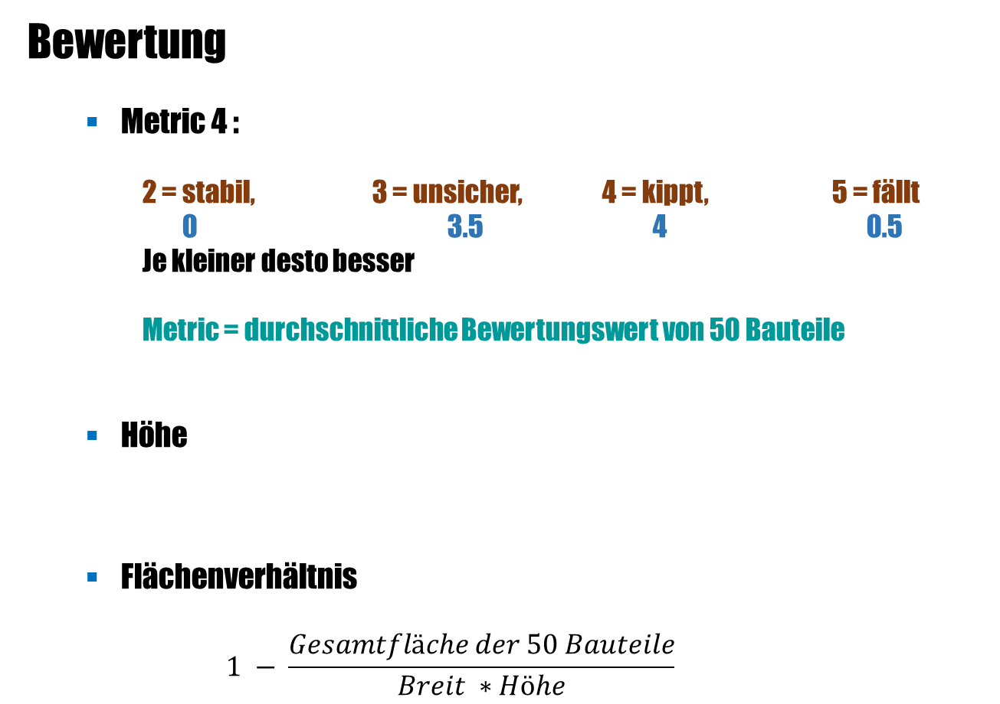 Bewertung
▪ Metric 4 :
2 = stabil, 3 = unsicher, 4 = kippt, 5 = fällt
0 3.5 4 0.5
Je kleiner desto besser
Metric = durchschnittliche Bewertungswert von 50 Bauteile
▪ Höhe
▪ Flächenverhältnis
Gesamtfläche der 50 Bauteile
1 −
Breit * Höhe